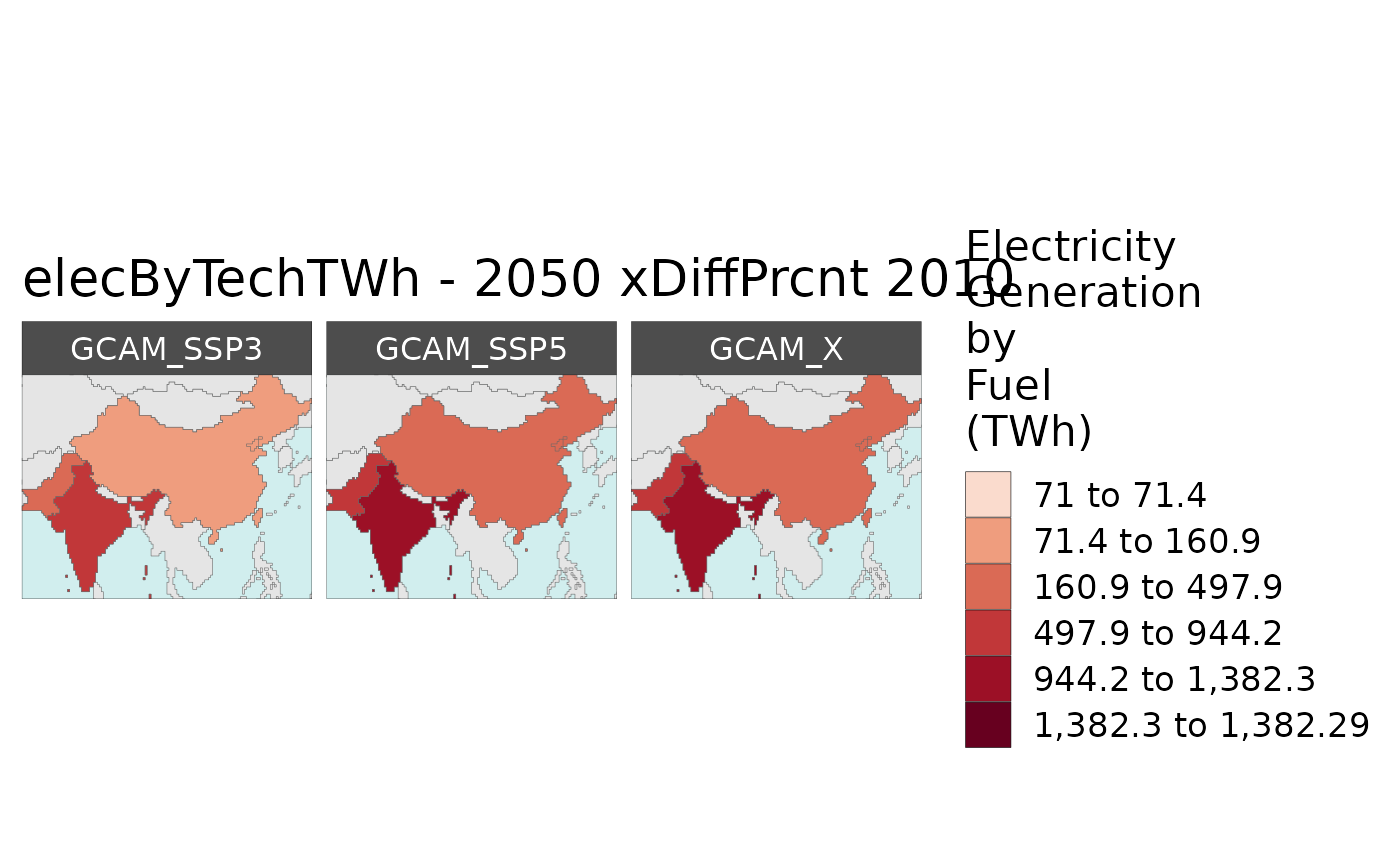 elecByTechTWh - 2050 xDiffPrcnt 2010
GCAM_SSP3
GCAM_SSP5
GCAM_X
Electricity
Generation
by
Fuel
(TWh)
71 to 71.4
71.4 to 160.9
160.9 to 497.9
497.9 to 944.2
944.2 to 1,382.3
1,382.3 to 1,382.29